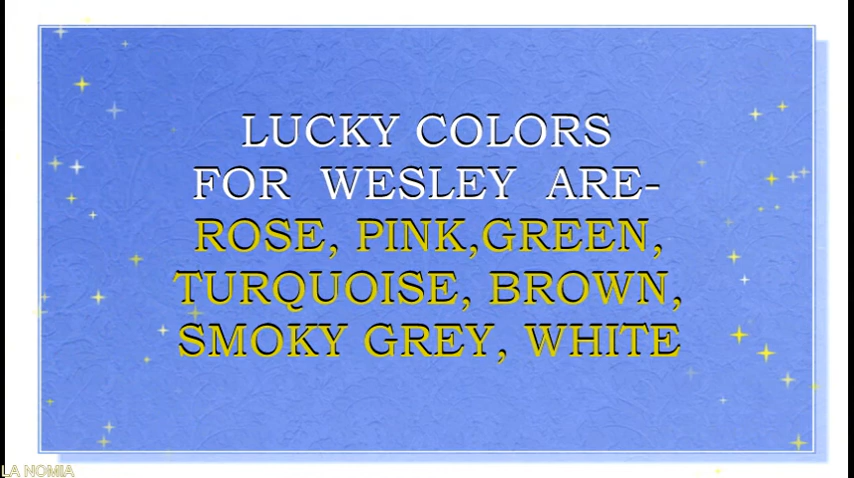 LUCKY COLORS
FOR WESLEY ARE-
ROSE, PINK,GREEN,
TURQUOISE, BROWN,
SMOKY GREY, WHITE
LA NOMIA